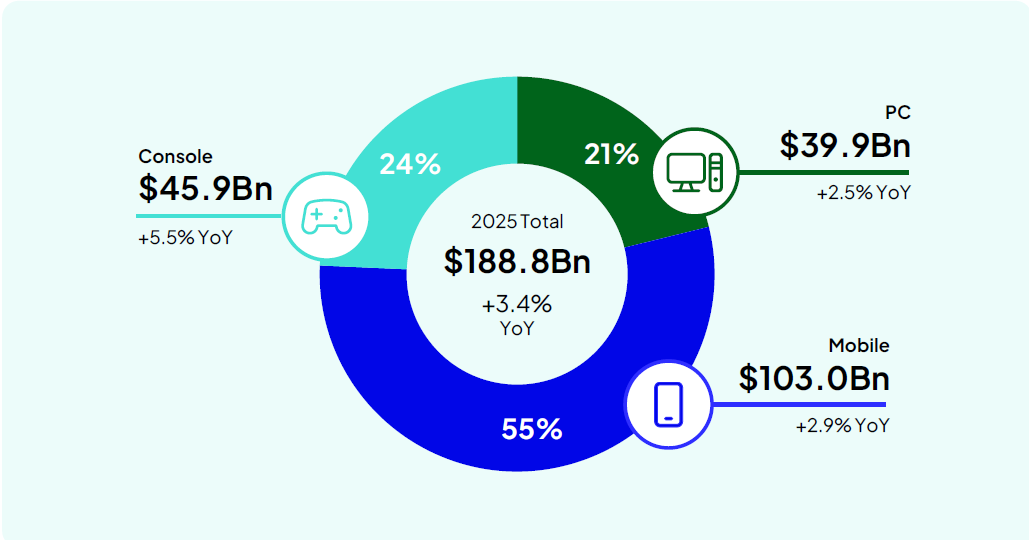 PC
$39.9Bn
+2.5% YoY
21%
24%
Console
$45.9Bn
+5.5% YoY
2025 Total
$188.8Bn
+3.4%
YoY
Mobile
$103.0Bn
+2.9% YoY
55%